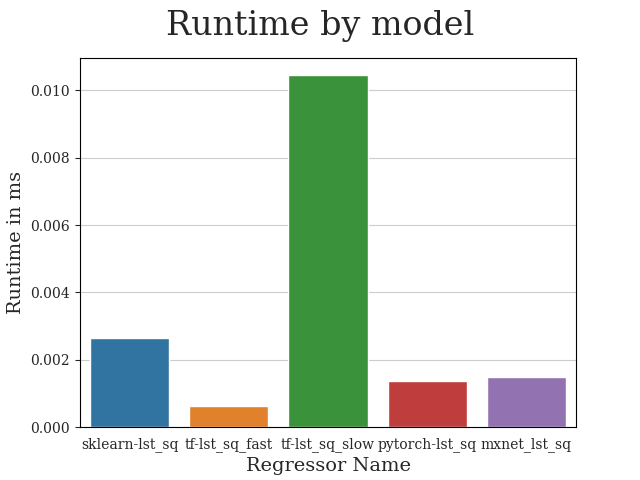 Runtime by model
Runtime in ms
0.010
0.008
0.006
0.004
0.002
0.000
sklearn-lst_sq tf-lst_sq_fast tf-lst_sq_slow pytorch-lst_sq mxnet_lst_sq
Regressor Name